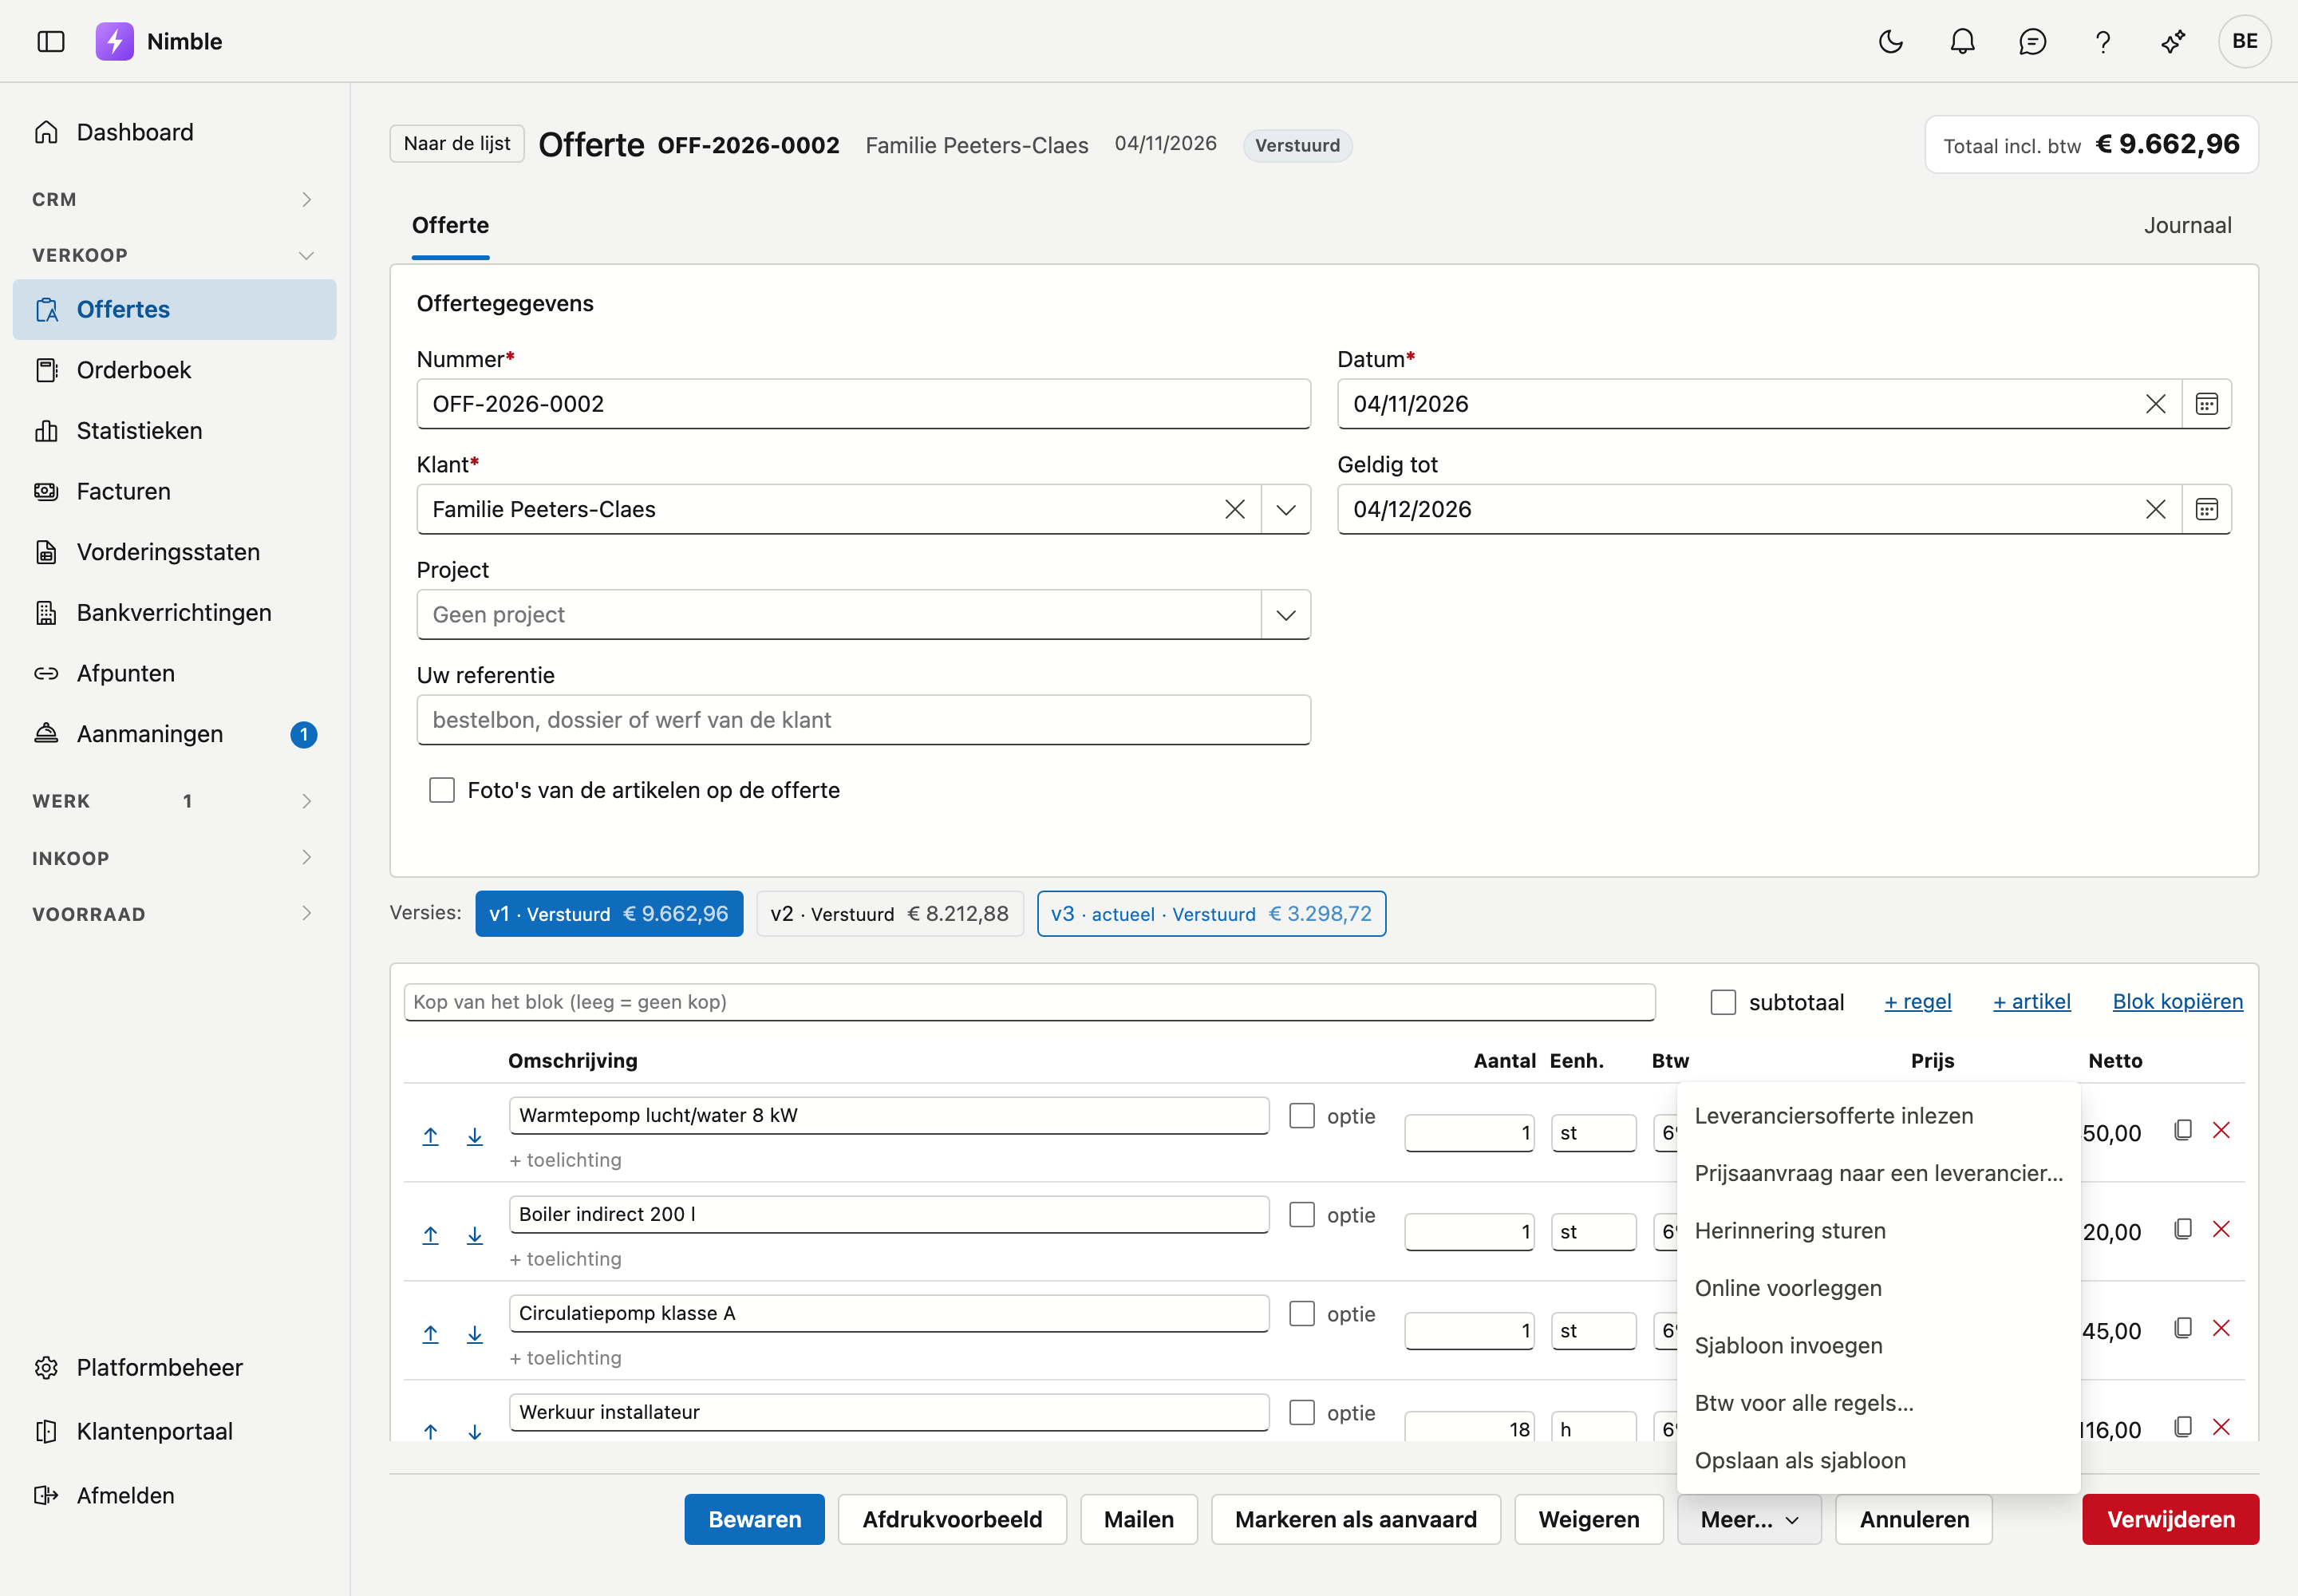 Nimble
BE
Dashboard
CRM
VERKOOP
Offertes
Orderboek
Statistieken
Facturen
Vorderingsstaten
Bankverrichtingen
Afpunten
Aanmaningen 1
WERK 1
INKOOP
VOORRAAD
Platformbeheer
Klantenportaal
Afmelden
Naar de lijst Offerte OFF-2026-0002 Familie Peeters-Claes 04/11/2026 Verstuurd Totaal incl. btw € 9.662,96
Offerte Journaal
Offertegegevens
Nummer* Datum*
OFF-2026-0002 04/11/2026
Klant* Geldig tot
Familie Peeters-Claes 04/12/2026
Project
Geen project
Uw referentie
bestelbon, dossier of werf van de klant
Foto's van de artikelen op de offerte
Versies: v1 · Verstuurd € 9.662,96 v2 · Verstuurd € 8.212,88 v3 · actueel · Verstuurd € 3.298,72
Kop van het blok (leeg = geen kop) subtotaal + regel + artikel Blok kopiëren
Omschrijving Aantal Eenh. Btw Prijs Netto
Warmtepomp lucht/water 8 kW optie 1 st 50,00
+ toelichting
Boiler indirect 200 l optie 1 st 20,00
+ toelichting
Circulatiepomp klasse A optie 1 st 45,00
+ toelichting
Werkuur installateur optie 18 h 116,00
Leveranciersofferte inlezen
Prijsaanvraag naar een leverancier...
Herinnering sturen
Online voorleggen
Sjabloon invoegen
Btw voor alle regels...
Opslaan als sjabloon
Bewaren Afdrukvoorbeeld Mailen Markeren als aanvaard Weigeren Meer... Annuleren Verwijderen